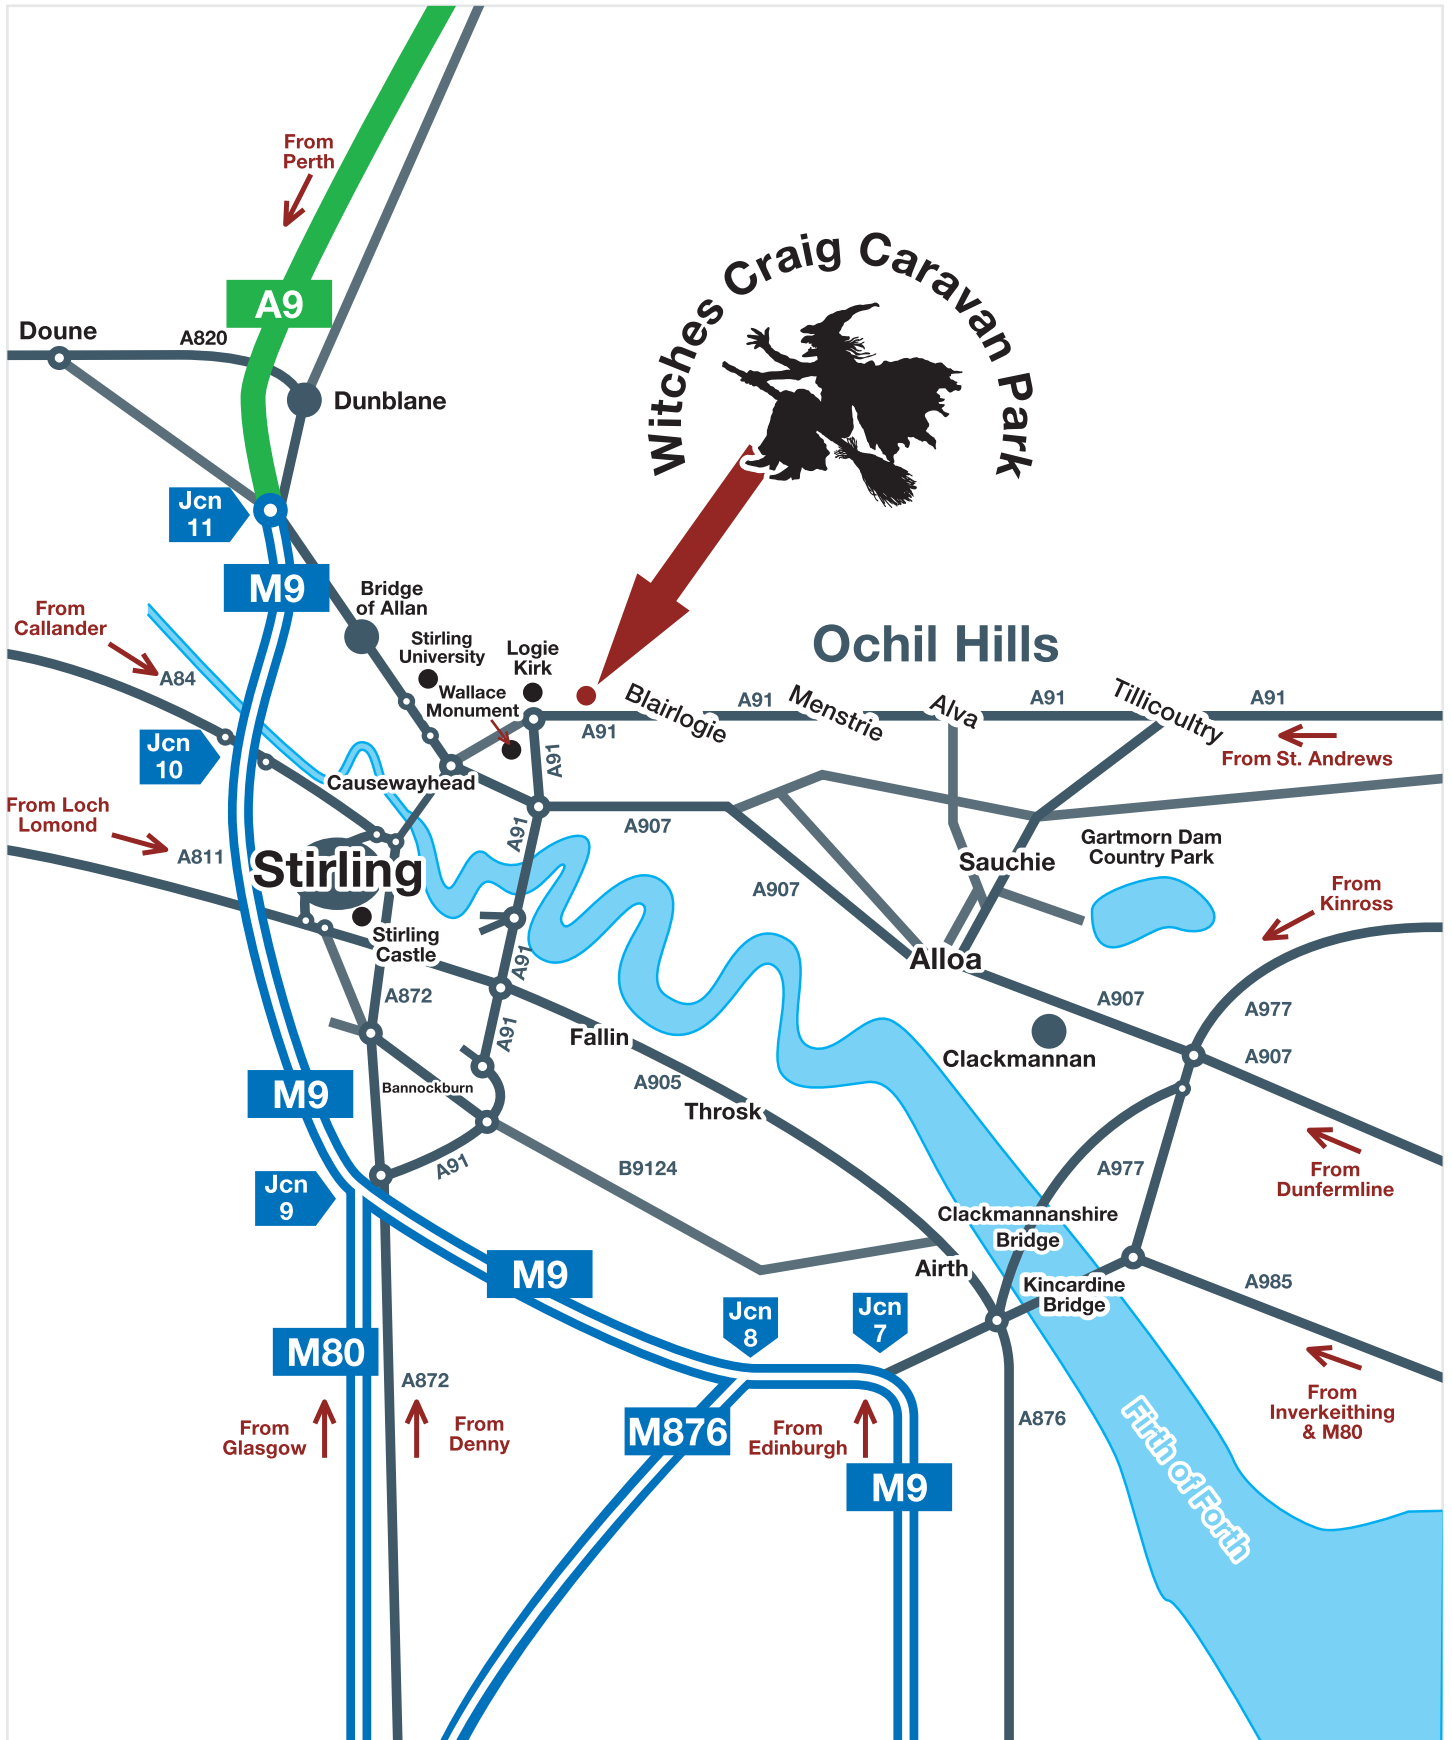 From
Perth
Witches Craig Caravan Park
A9
Doune
A820
Dunblane
Jcn
11
M9
Bridge
of Allan
From
Callander
Stirling
University
Logie
Kirk
Ochil Hills
A84
Wallace
Monument
Blairlogie
A91
Menstrie
Alva
A91
Tillicoultry
A91
A91
From St. Andrews
Jcn
10
A91
Causewayhead
From Loch
Lomond
A811
A91
A907
Gartmorn Dam
Country Park
Stirling
Sauchie
A907
From
Kinross
Stirling
Castle
A91
Alloa
A872
A907
A977
A91
Fallin
Clackmannan
A907
M9
Bannockburn
A905
Throsk
A91
B9124
A977
From
Dunfermline
Jcn
9
Clackmannanshire
Bridge
M9
Airth
Kincardine
Bridge
A985
Jcn
8
Jcn
7
M80
A872
From
Glasgow
From
Denny
M876
From
Edinburgh
A876
From
Inverkeithing
& M80
M9
Firth of Forth